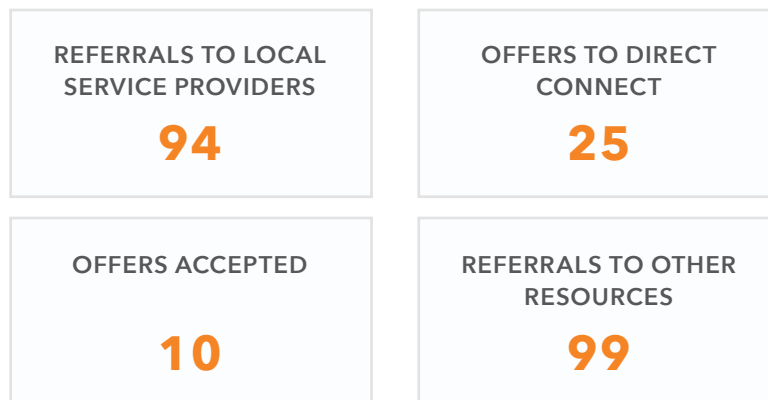 REFERRALS TO LOCAL
SERVICE PROVIDERS
94
OFFERS TO DIRECT
CONNECT
25
OFFERS ACCEPTED
10
REFERRALS TO OTHER
RESOURCES
99